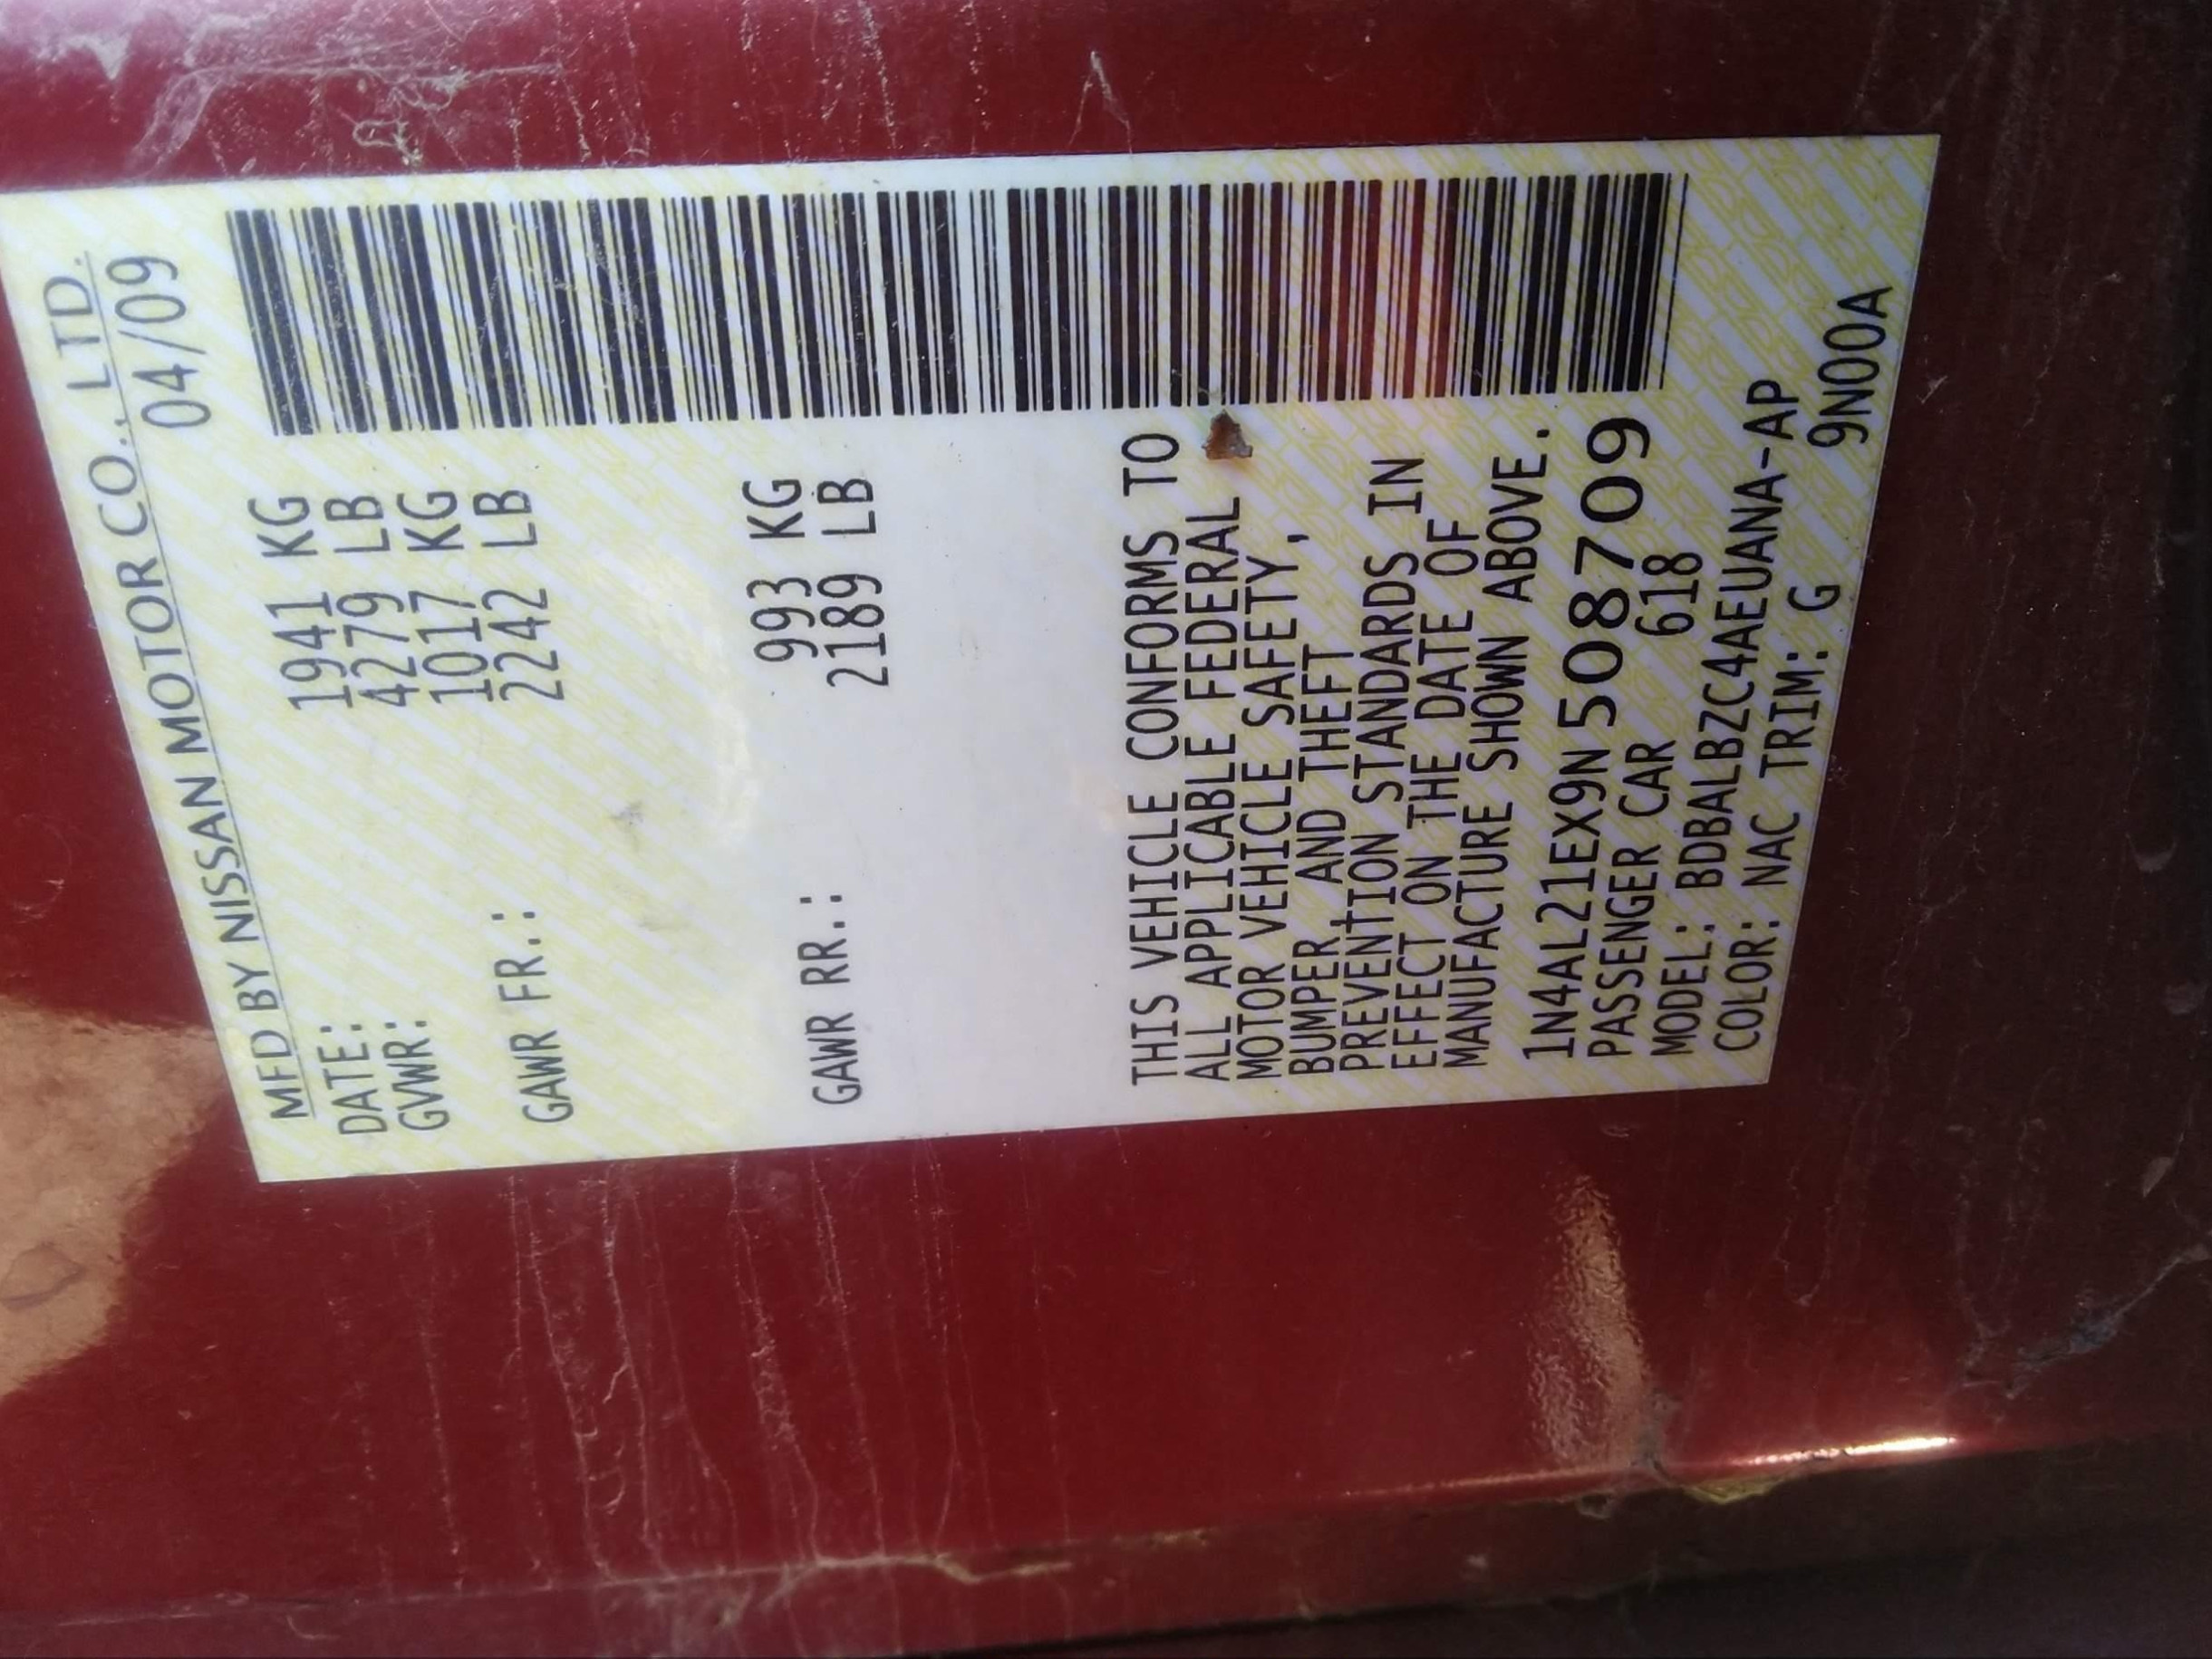 MFD BY NISSAN MOTOR CO., LTD.
DATE: 04/09
GVWR: 1941 KG
4279 LB
GAWR FR.: 1017 KG
2242 LB
GAWR RR.: 993 KG
2189 LB
THIS VEHICLE CONFORMS TO
ALL APPLICABLE FEDERAL
MOTOR VEHICLE SAFETY,
BUMPER, AND THEFT
PREVENTION STANDARDS IN
EFFECT ON THE DATE OF
MANUFACTURE SHOWN ABOVE.
1N4AL21EX9N508709
PASSENGER CAR 618
MODEL: BDBALBZC4AEUANA-AP
COLOR: NAC TRIM: G 9N00A